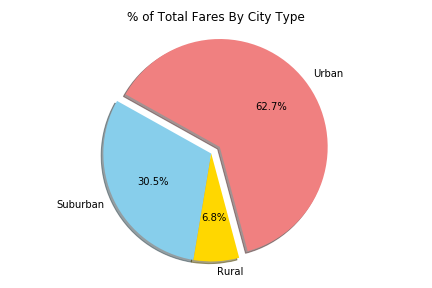 % of Total Fares By City Type
Urban
62.7%
30.5%
Suburban
6.8%
Rural